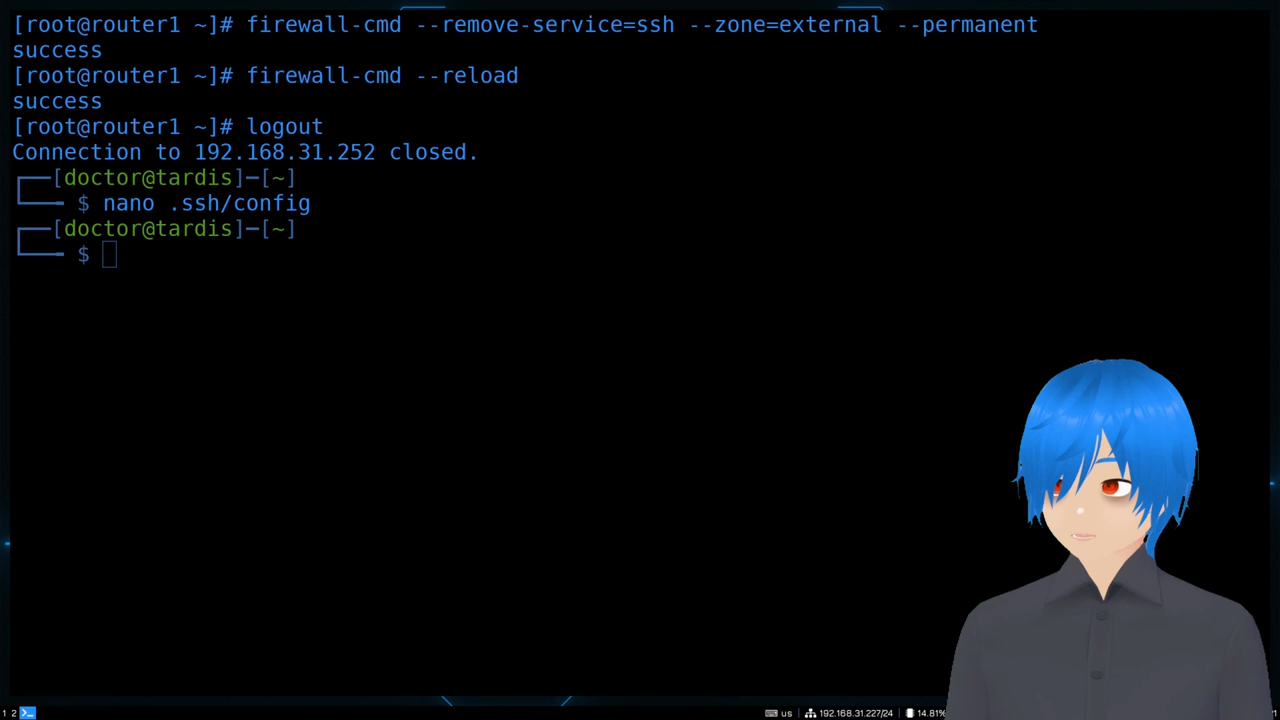 [root@router1 ~]# firewall-cmd --remove-service=ssh --zone=external --permanent
success
[root@router1 ~]# firewall-cmd --reload
success
[root@router1 ~]# logout
Connection to 192.168.31.252 closed.
┌──[doctor@tardis]─[~]
└── $ nano .ssh/config
┌──[doctor@tardis]─[~]
└── $
1 2 us 192.168.31.227/24 14.81%